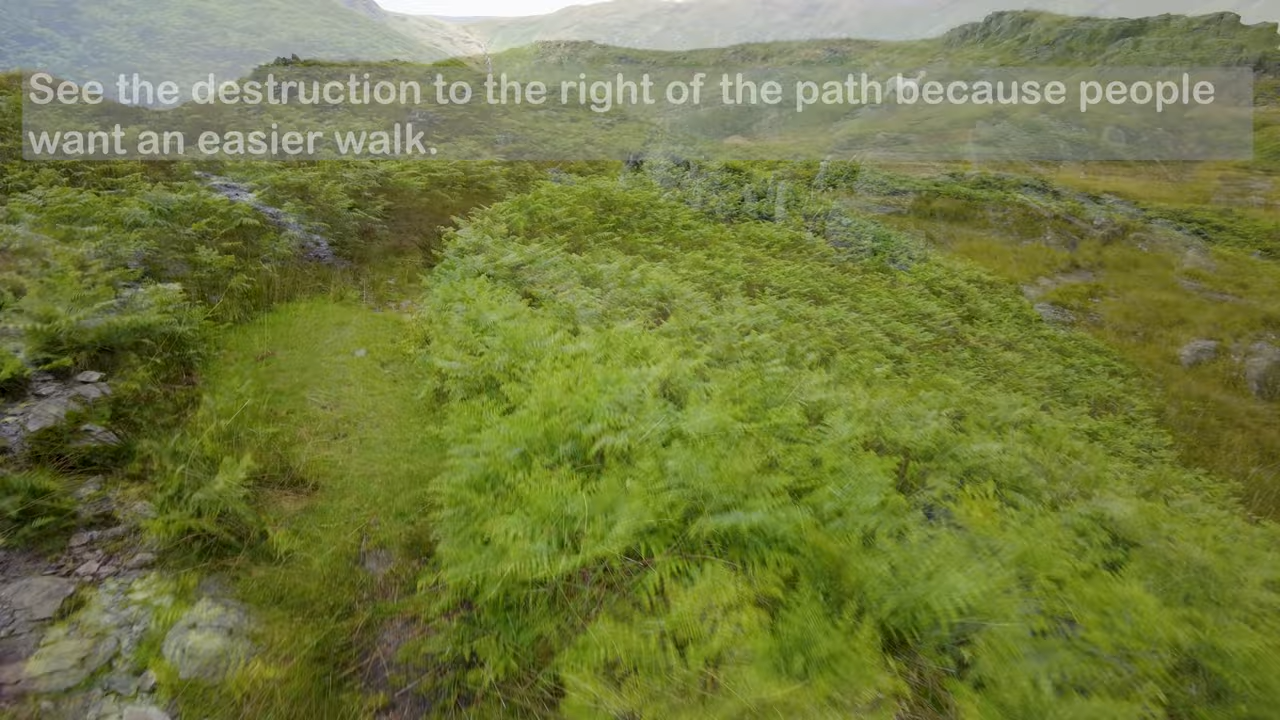 See the destruction to the right of the path because people
want an easier walk.